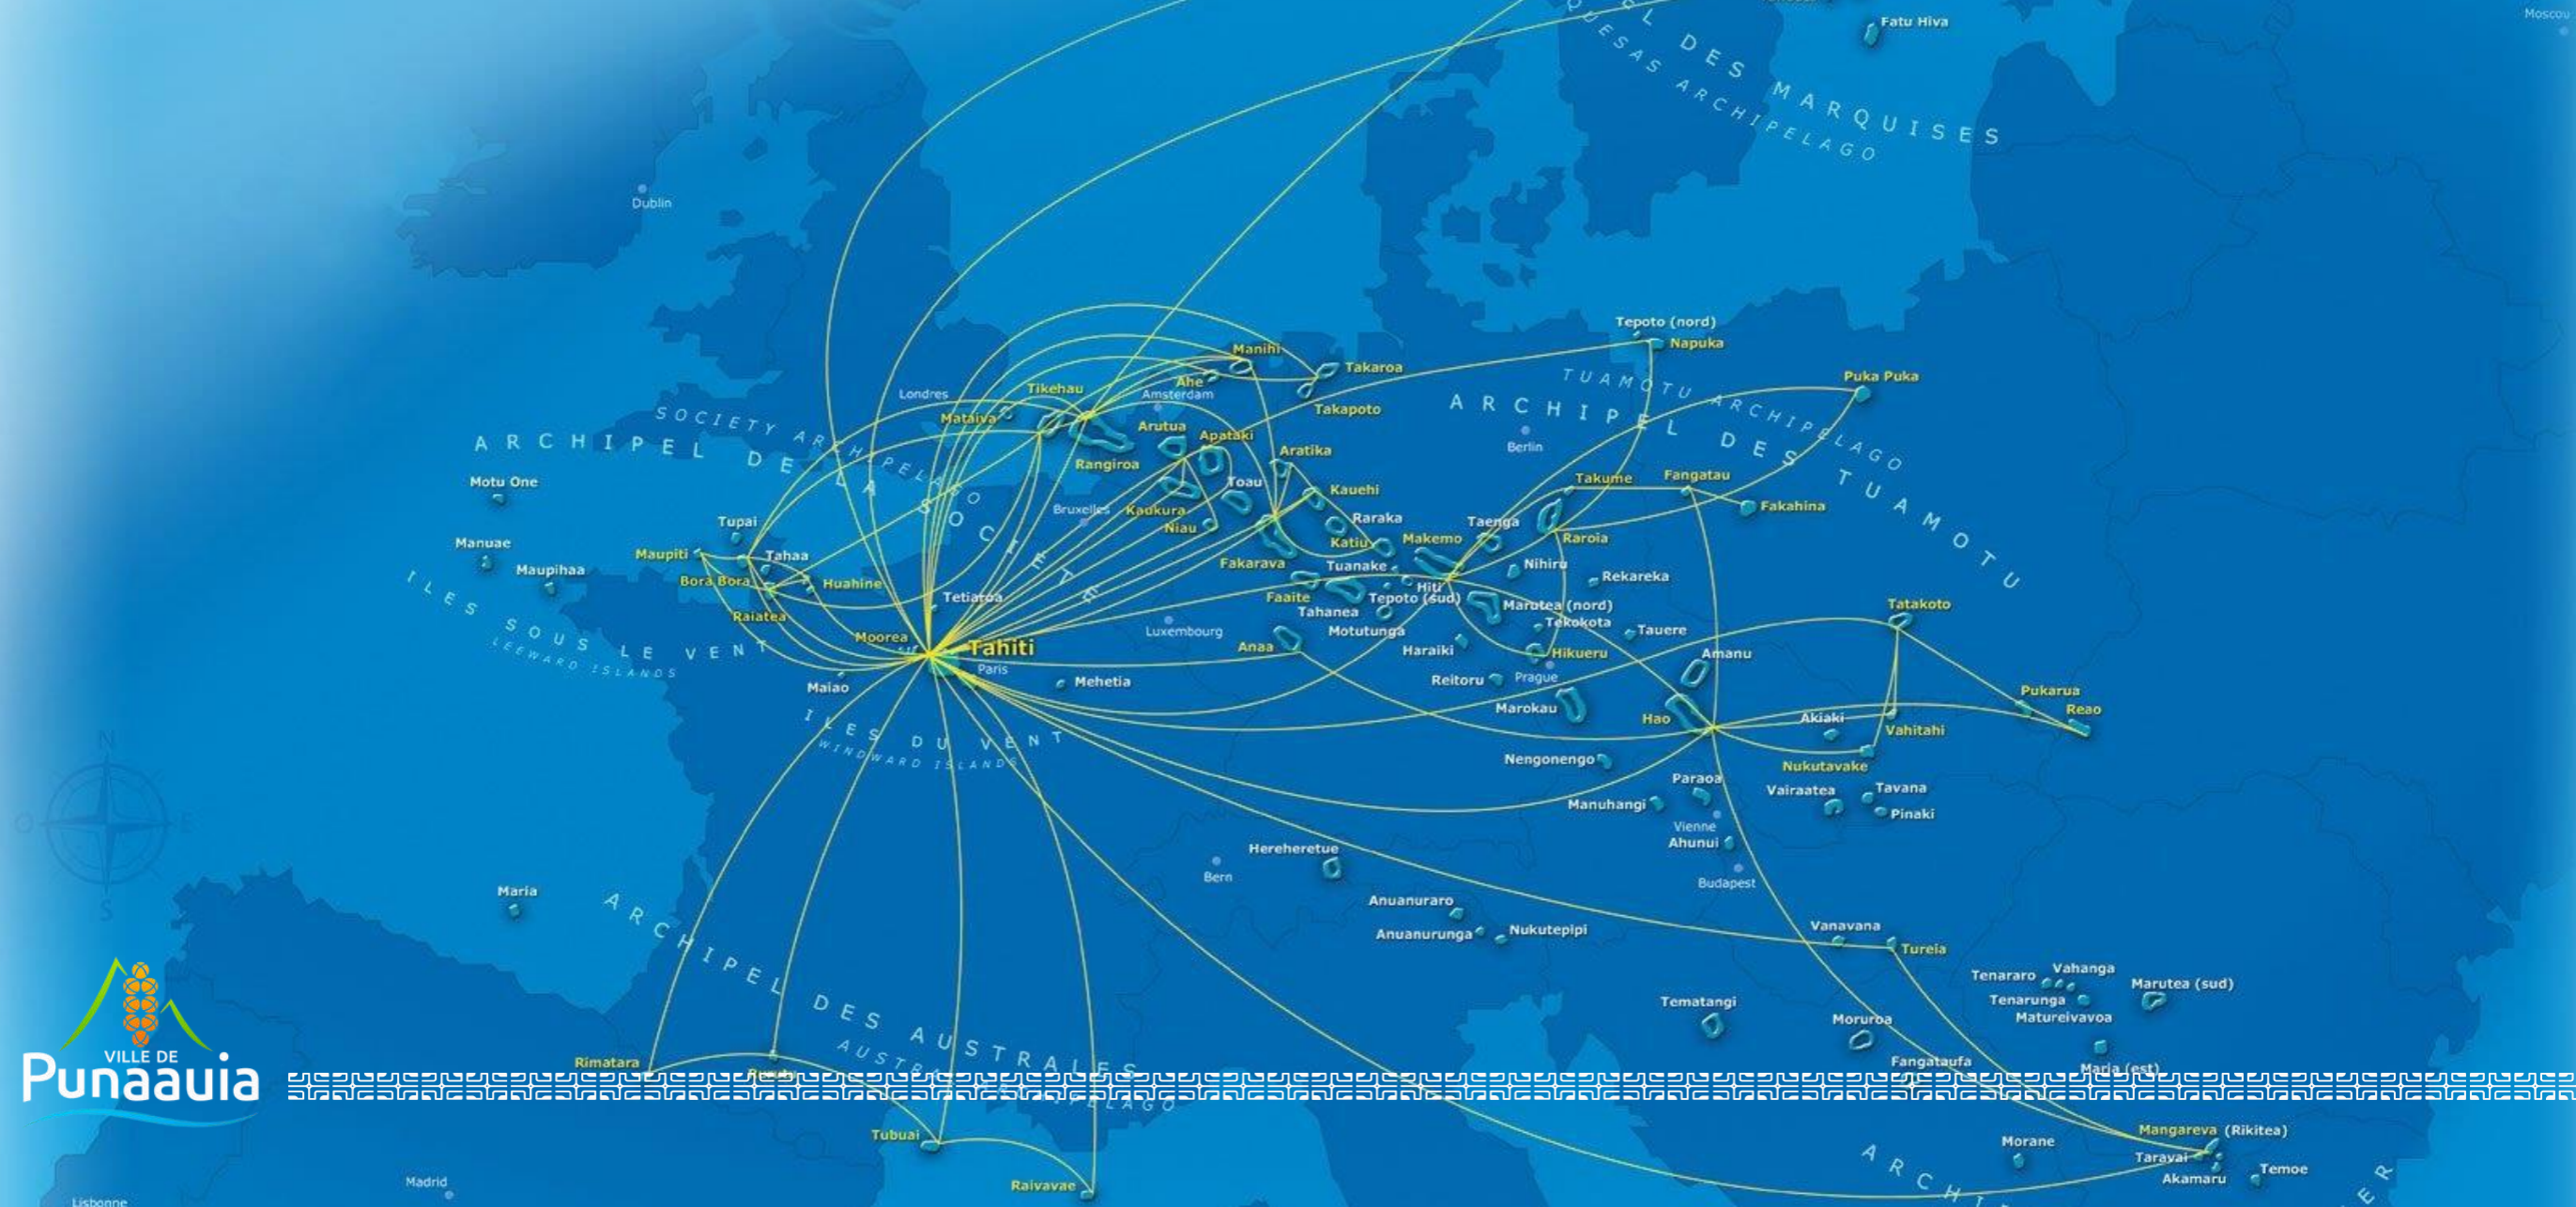 Moscou
Fatu Hiva
DES MARQUISES
QUESAS ARCHIPELAGO
Dublin
Tepoto (nord)
Napuka
Manihi
Takaroa
Ahe
Takapoto
Londres
Amsterdam
Tikehau
Mataiva
Puka Puka
TUAMOTU ARCHIPELAGO
ARCHIPEL DES TUAMOTU
SOCIETY ARCHIPELAGO
ARCHIPEL DE LA SOCIETE
Arutua
Apataki
Berlin
Aratika
Rangiroa
Motu One
Toau
Kauehi
Takume
Fangatau
Fakahina
Bruxelles
Kaukura
Niau
Raraka
Taenga
Tupai
Katiu
Makemo
Raroia
Manuae
Maupiti
Tahaa
Maupihaa
Bora Bora
Huahine
Fakarava
Tuanake
Nihiru
Rekareka
Hiti
Tetiaroa
Faaite
Tepoto (sud)
Marutea (nord)
Tatakoto
Tahanea
Raiatea
Motutunga
Tekokota
Tauere
Luxembourg
ILES SOUS LE VENT
LEEWARD ISLANDS
Moorea
Tahiti
Anaa
Haraiki
Hikueru
Amanu
Paris
Maiao
Mehetia
Reitoru
Prague
Pukarua
Reao
Marokau
Hao
Akiaki
Vahitahi
ILES DU VENT
WINDWARD ISLANDS
N
O
E
S
Nengonengo
Nukutavake
Paraoa
Vairaatea
Tavana
Manuhangi
Pinaki
Vienne
Ahunui
Hereheretue
Bern
Budapest
Maria
Anuanuraro
Anuanurunga
Nukutepipi
Vanavana
Tureia
ARCHIPEL DES AUSTRALES
Tenararo
Vahanga
Marutea (sud)
Tenarunga
Matureivavoa
Tematangi
Moruroa
Fangataufa
Maria (est)
Rimatara
VILLE DE
Punaauia
Tubuai
Mangareva (Rikitea)
Morane
Taravai
Temoe
Akamaru
Raivavae
Madrid
Lisbonne